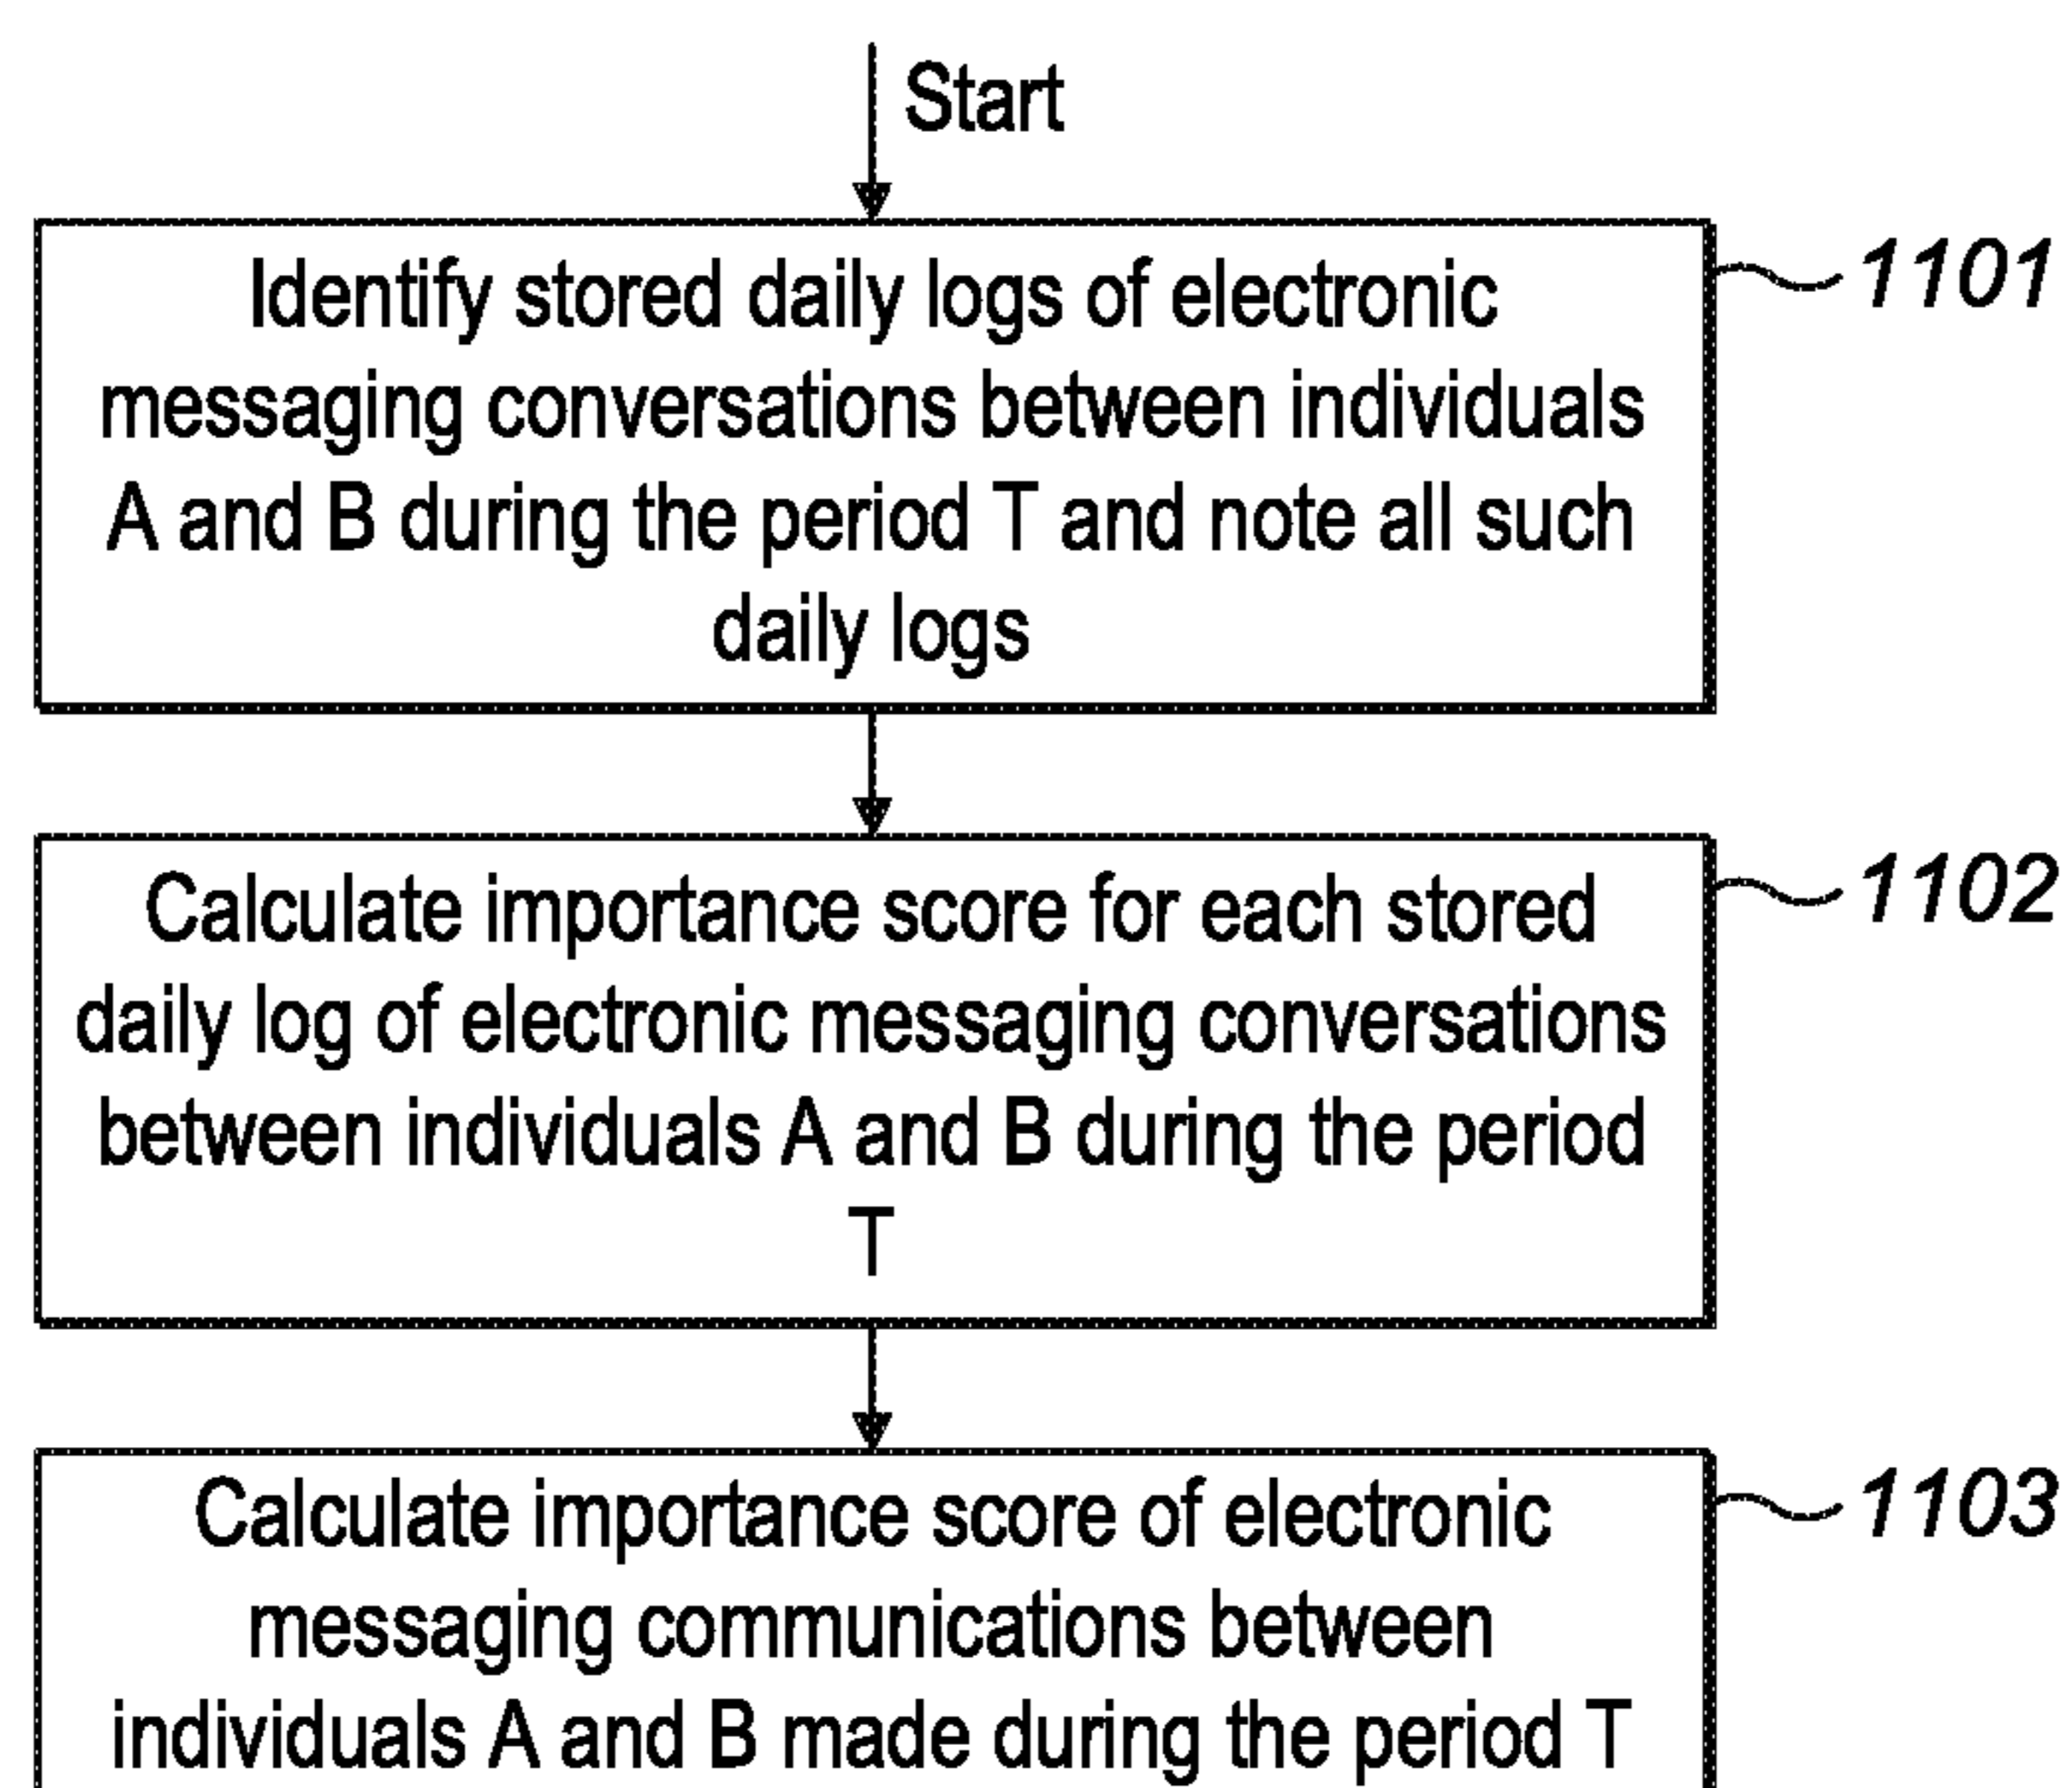 Start
Identify stored daily logs of electronic
messaging conversations between individuals
A and B during the period T and note all such
daily logs
1101
Calculate importance score for each stored
daily log of electronic messaging conversations
between individuals A and B during the period
T
1102
Calculate importance score of electronic
messaging communications between
individuals A and B made during the period T
1103